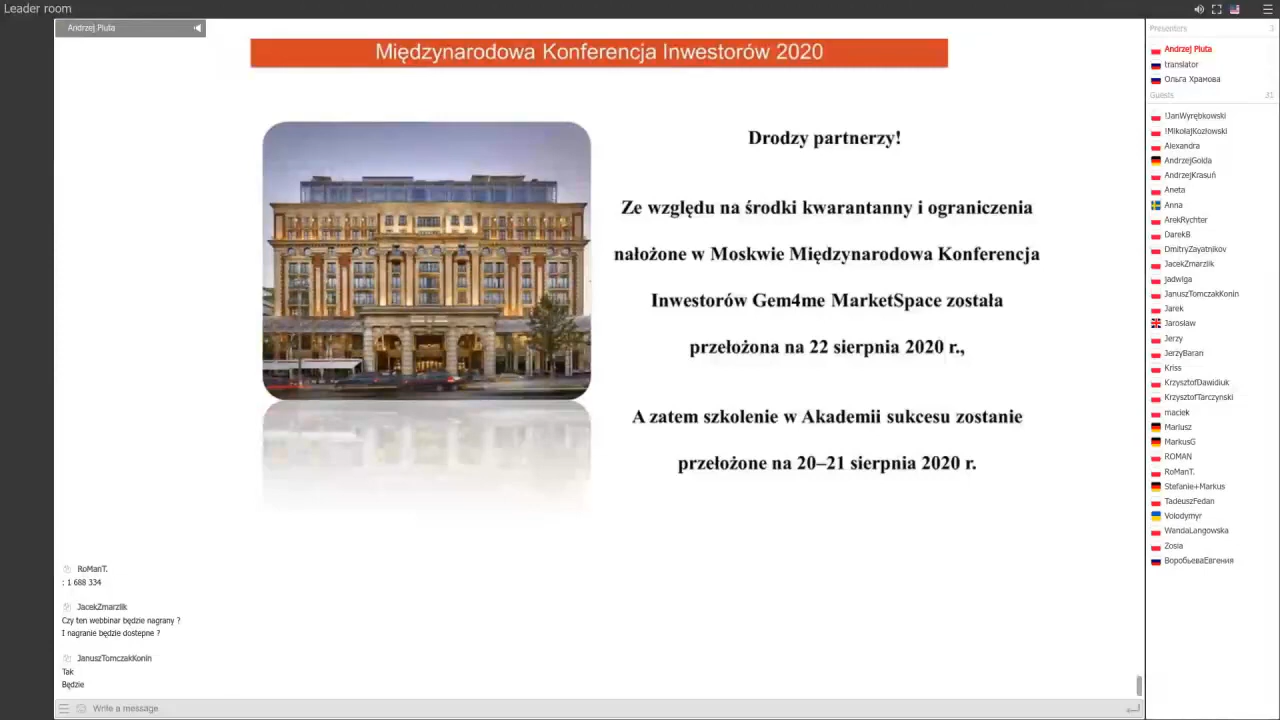 Leader room
Andrzej Pluta
Międzynarodowa Konferencja Inwestorów 2020
Drodzy partnerzy!
Ze względu na środki kwarantanny i ograniczenia
nałożone w Moskwie Międzynarodowa Konferencja
Inwestorów Gem4me MarketSpace została
przełożona na 22 sierpnia 2020 r.,
A zatem szkolenie w Akademii sukcesu zostanie
przełożone na 20–21 sierpnia 2020 r.
RoManT.
: 1 688 334
JacekZmarzlik
Czy ten webbinar będzie nagrany ?
I nagranie będzie dostepne ?
JanuszTomczakKonin
Tak
Będzie
Write a message
Presenters 3
Andrzej Pluta
translator
Ольга Храмова
Guests 31
!JanWyrębkowski
!MikołajKozłowski
Alexandra
AndrzejGolda
AndrzejKrasuń
Aneta
Anna
ArekRychter
DarekB
DmitryZayatnikov
JacekZmarzlik
jadwiga
JanuszTomczakKonin
Jarek
Jarosław
Jerzy
JerzyBaran
Kriss
KrzysztofDawidiuk
KrzysztofTarczynski
maciek
Mariusz
MarkusG
ROMAN
RoManT.
Stefanie+Markus
TadeuszFedan
Volodymyr
WandaLangowska
Zosia
ВоробьеваЕвгения